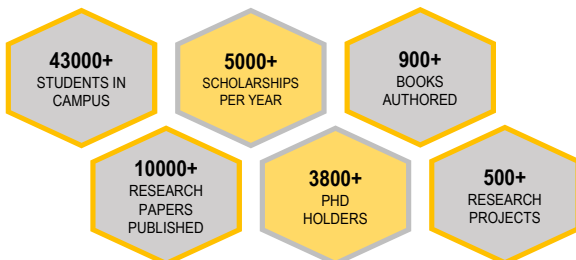 43000+
STUDENTS IN
CAMPUS
5000+
SCHOLARSHIPS
PER YEAR
900+
BOOKS
AUTHORED
10000+
RESEARCH
PAPERS
PUBLISHED
3800+
PHD
HOLDERS
500+
RESEARCH
PROJECTS